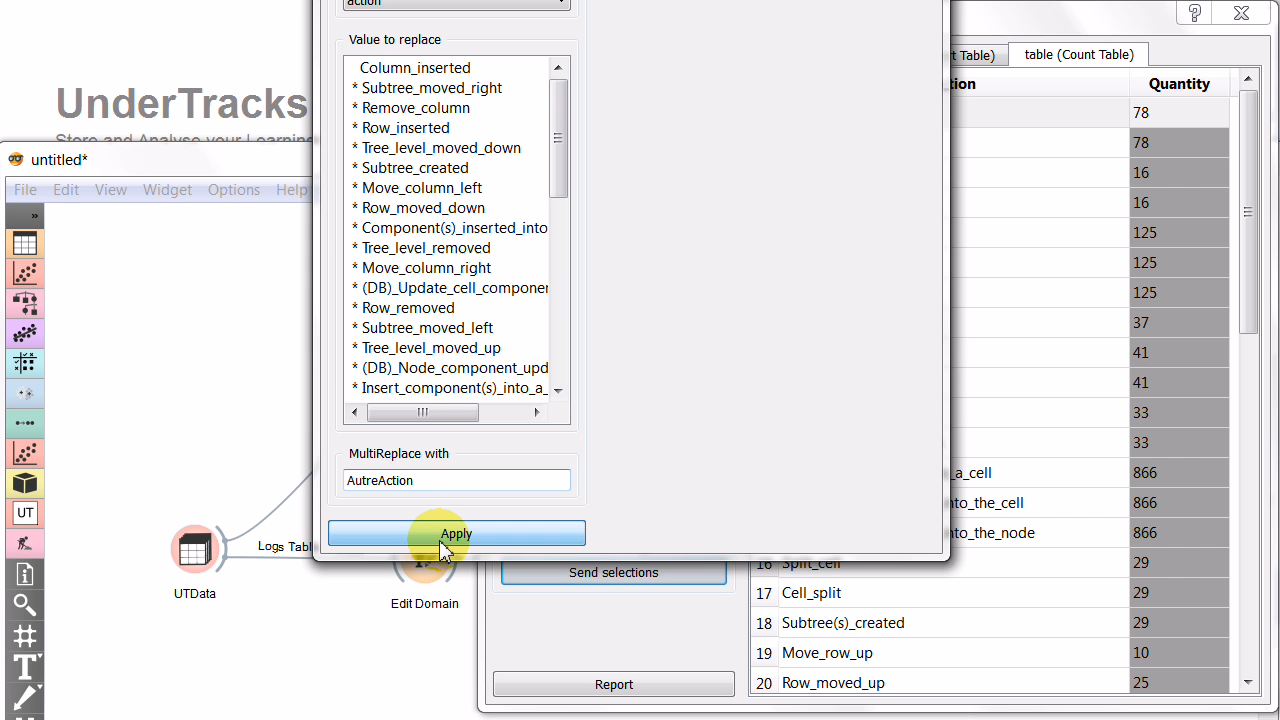 action
Value to replace
Column_inserted
* Subtree_moved_right
* Remove_column
* Row_inserted
* Tree_level_moved_down
* Subtree_created
* Move_column_left
* Row_moved_down
* Component(s)_inserted_into
* Tree_level_removed
* Move_column_right
* (DB)_Update_cell_componer
* Row_removed
* Subtree_moved_left
* Tree_level_moved_up
* (DB)_Node_component_upd
* Insert_component(s)_into_a_
MultiReplace with
AutreAction
Apply
UnderTracks
Store and Analyse your Learning
untitled*
File Edit View Widget Options Help
»
UT
Logs Tabl
UTData
Edit Domain
t Table)
table (Count Table)
tion Quantity
78
78
16
16
125
125
125
37
41
41
33
33
_a_cell 866
nto_the_cell 866
nto_the_node 866
16 Split_cell 29
17 Cell_split 29
18 Subtree(s)_created 29
19 Move_row_up 10
20 Row_moved_up 25
Send selections
Report